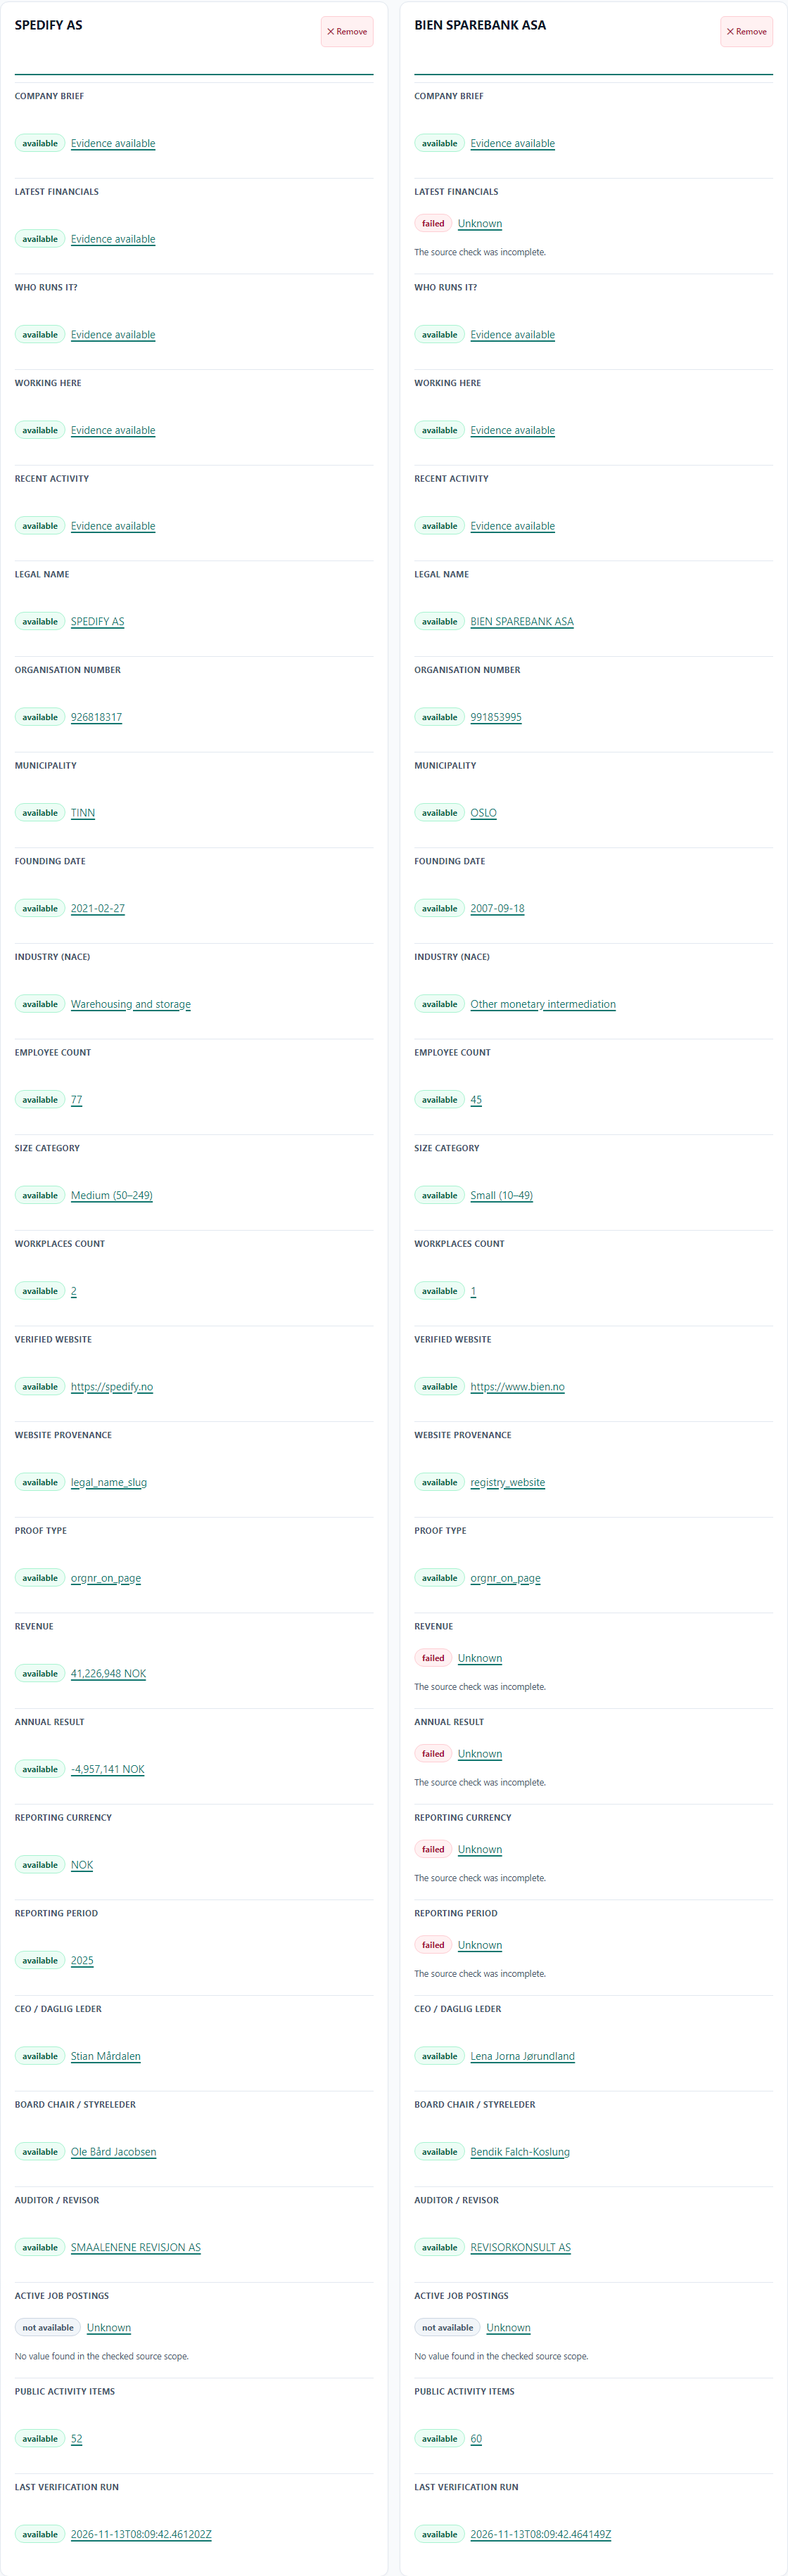 SPEDIFY AS
✕ Remove
COMPANY BRIEF
available Evidence available
LATEST FINANCIALS
available Evidence available
WHO RUNS IT?
available Evidence available
WORKING HERE
available Evidence available
RECENT ACTIVITY
available Evidence available
LEGAL NAME
available SPEDIFY AS
ORGANISATION NUMBER
available 926818317
MUNICIPALITY
available TINN
FOUNDING DATE
available 2021-02-27
INDUSTRY (NACE)
available Warehousing and storage
EMPLOYEE COUNT
available 77
SIZE CATEGORY
available Medium (50–249)
WORKPLACES COUNT
available 2
VERIFIED WEBSITE
available https://spedify.no
WEBSITE PROVENANCE
available legal_name_slug
PROOF TYPE
available orgnr_on_page
REVENUE
available 41,226,948 NOK
ANNUAL RESULT
available -4,957,141 NOK
REPORTING CURRENCY
available NOK
REPORTING PERIOD
available 2025
CEO / DAGLIG LEDER
available Stian Mårdalen
BOARD CHAIR / STYRELEDER
available Ole Bård Jacobsen
AUDITOR / REVISOR
available SMAALENENE REVISJON AS
ACTIVE JOB POSTINGS
not available Unknown
No value found in the checked source scope.
PUBLIC ACTIVITY ITEMS
available 52
LAST VERIFICATION RUN
available 2026-11-13T08:09:42.461202Z
BIEN SPAREBANK ASA
✕ Remove
COMPANY BRIEF
available Evidence available
LATEST FINANCIALS
failed Unknown
The source check was incomplete.
WHO RUNS IT?
available Evidence available
WORKING HERE
available Evidence available
RECENT ACTIVITY
available Evidence available
LEGAL NAME
available BIEN SPAREBANK ASA
ORGANISATION NUMBER
available 991853995
MUNICIPALITY
available OSLO
FOUNDING DATE
available 2007-09-18
INDUSTRY (NACE)
available Other monetary intermediation
EMPLOYEE COUNT
available 45
SIZE CATEGORY
available Small (10–49)
WORKPLACES COUNT
available 1
VERIFIED WEBSITE
available https://www.bien.no
WEBSITE PROVENANCE
available registry_website
PROOF TYPE
available orgnr_on_page
REVENUE
failed Unknown
The source check was incomplete.
ANNUAL RESULT
failed Unknown
The source check was incomplete.
REPORTING CURRENCY
failed Unknown
The source check was incomplete.
REPORTING PERIOD
failed Unknown
The source check was incomplete.
CEO / DAGLIG LEDER
available Lena Jorna Jørundland
BOARD CHAIR / STYRELEDER
available Bendik Falch-Koslung
AUDITOR / REVISOR
available REVISORKONSULT AS
ACTIVE JOB POSTINGS
not available Unknown
No value found in the checked source scope.
PUBLIC ACTIVITY ITEMS
available 60
LAST VERIFICATION RUN
available 2026-11-13T08:09:42.464149Z